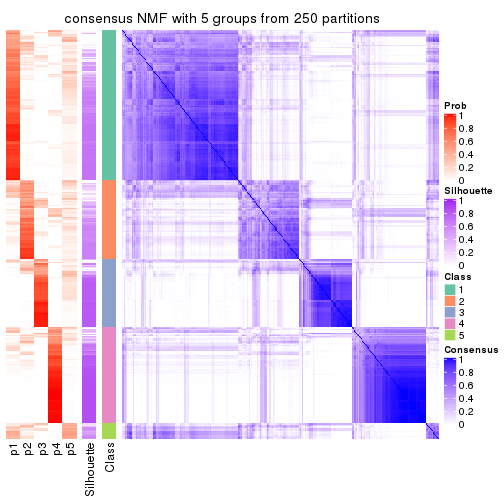 consensus NMF with 5 groups from 250 partitions
Prob
1
0.8
0.6
0.4
0.2
0
Silhouette
1
0.8
0.6
0.4
0.2
0
Class
1
2
3
4
5
Consensus
1
0.8
0.6
0.4
0.2
0
p1
p2
p3
p4
p5
Silhouette
Class